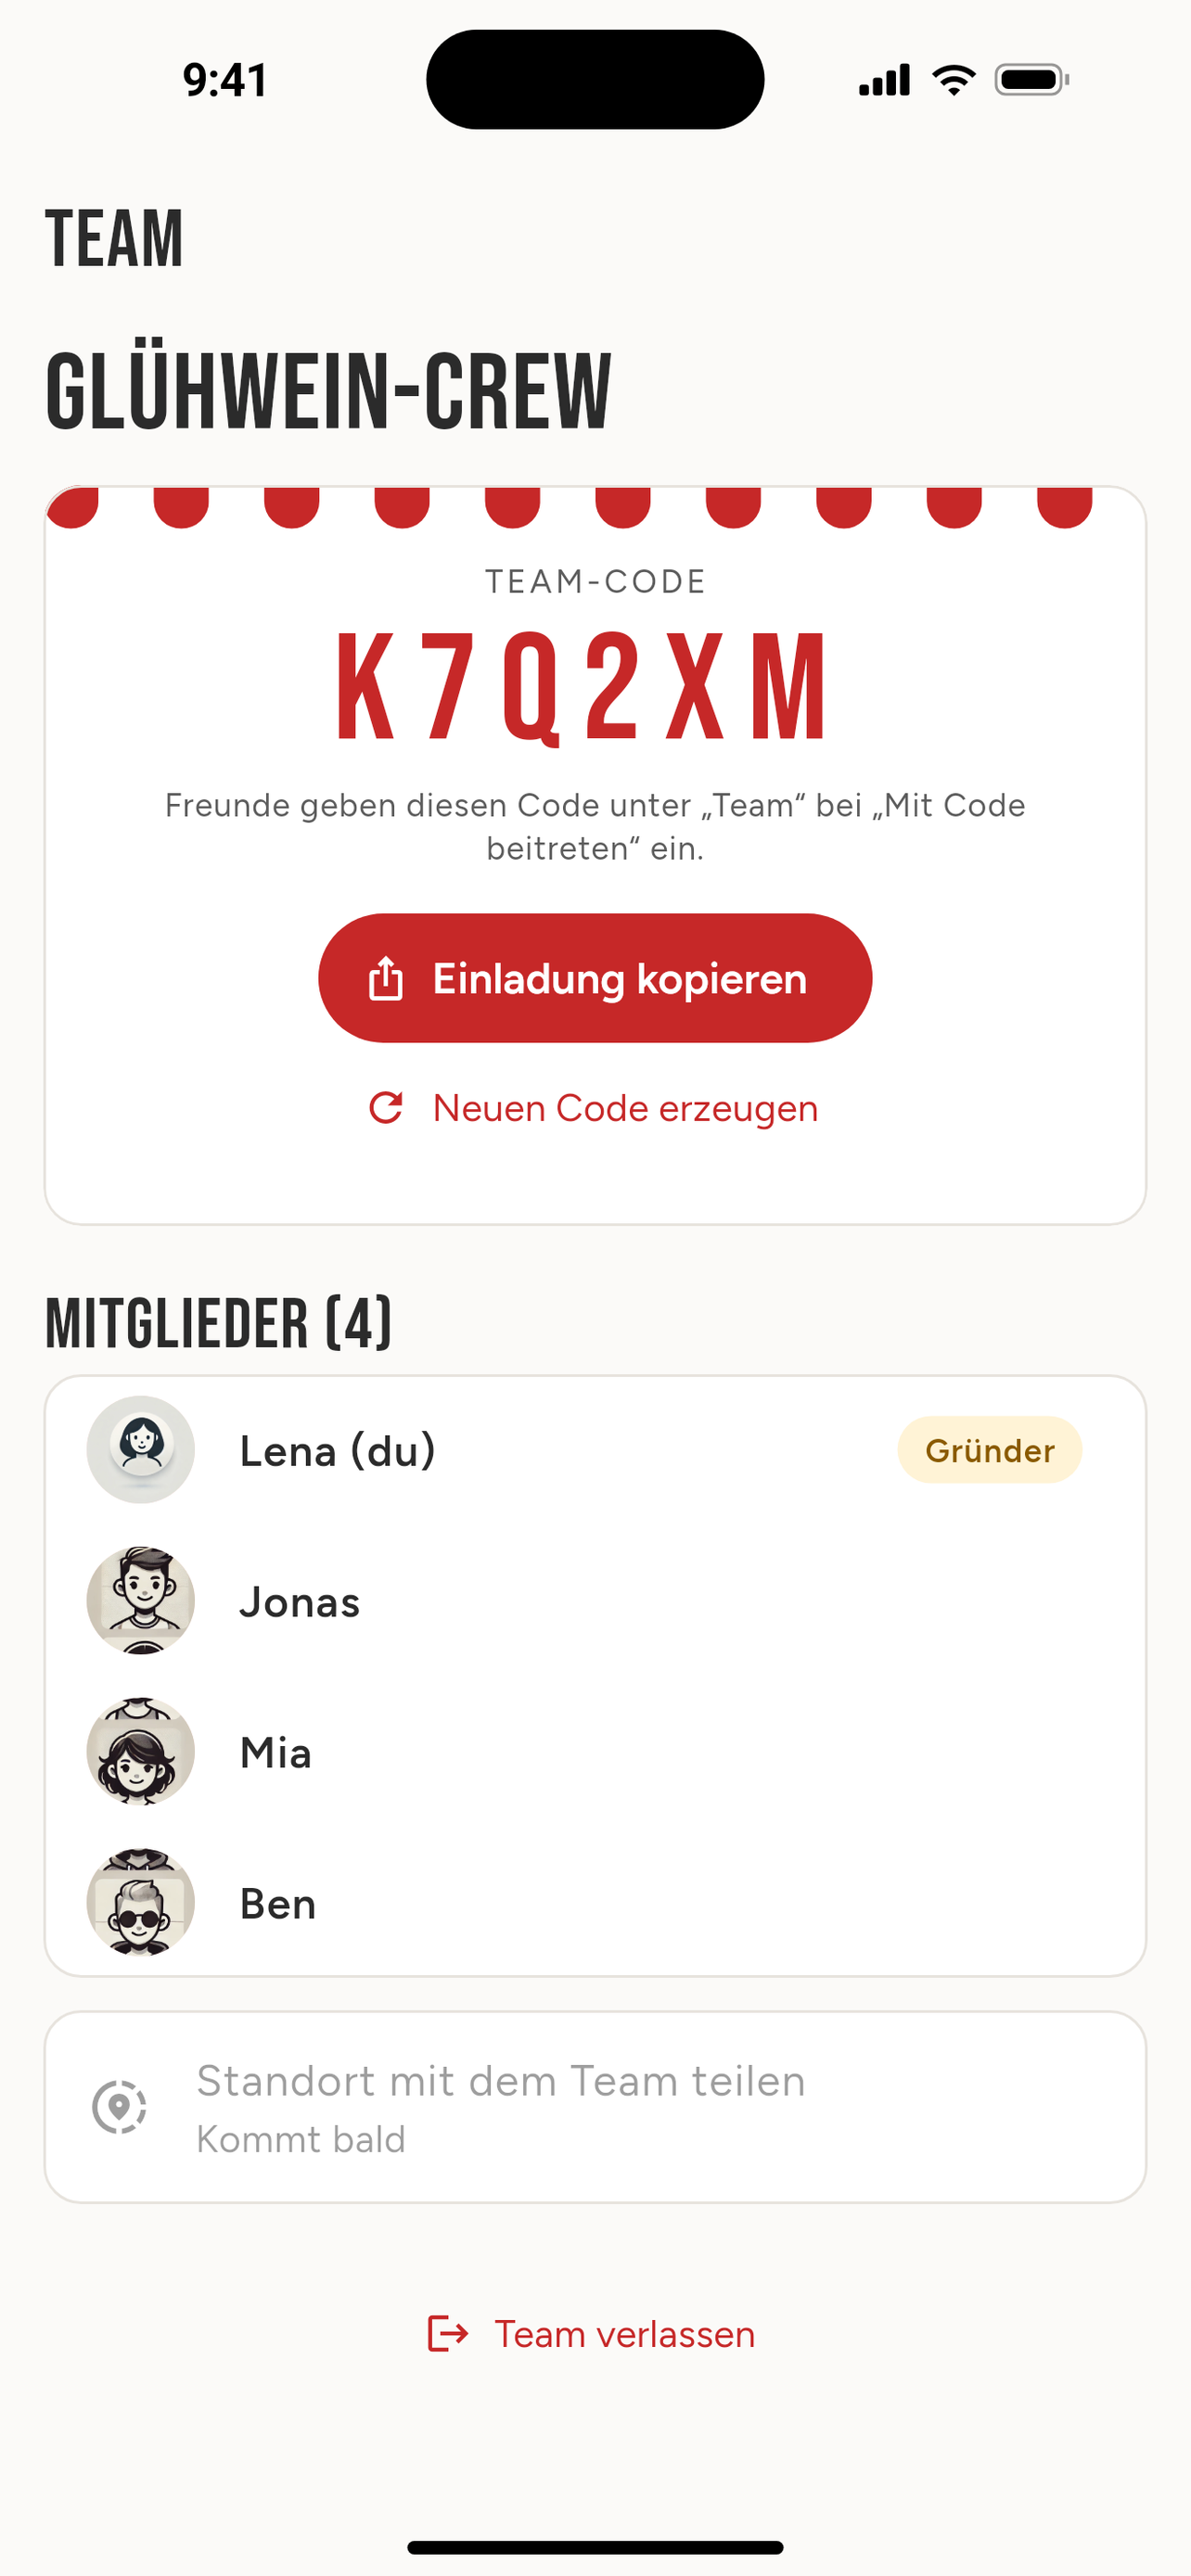 9:41
TEAM
GLÜHWEIN-CREW
TEAM-CODE
K7Q2XM
Freunde geben diesen Code unter „Team“ bei „Mit Code
beitreten“ ein.
Einladung kopieren
Neuen Code erzeugen
MITGLIEDER (4)
Lena (du)
Gründer
Jonas
Mia
Ben
Standort mit dem Team teilen
Kommt bald
Team verlassen